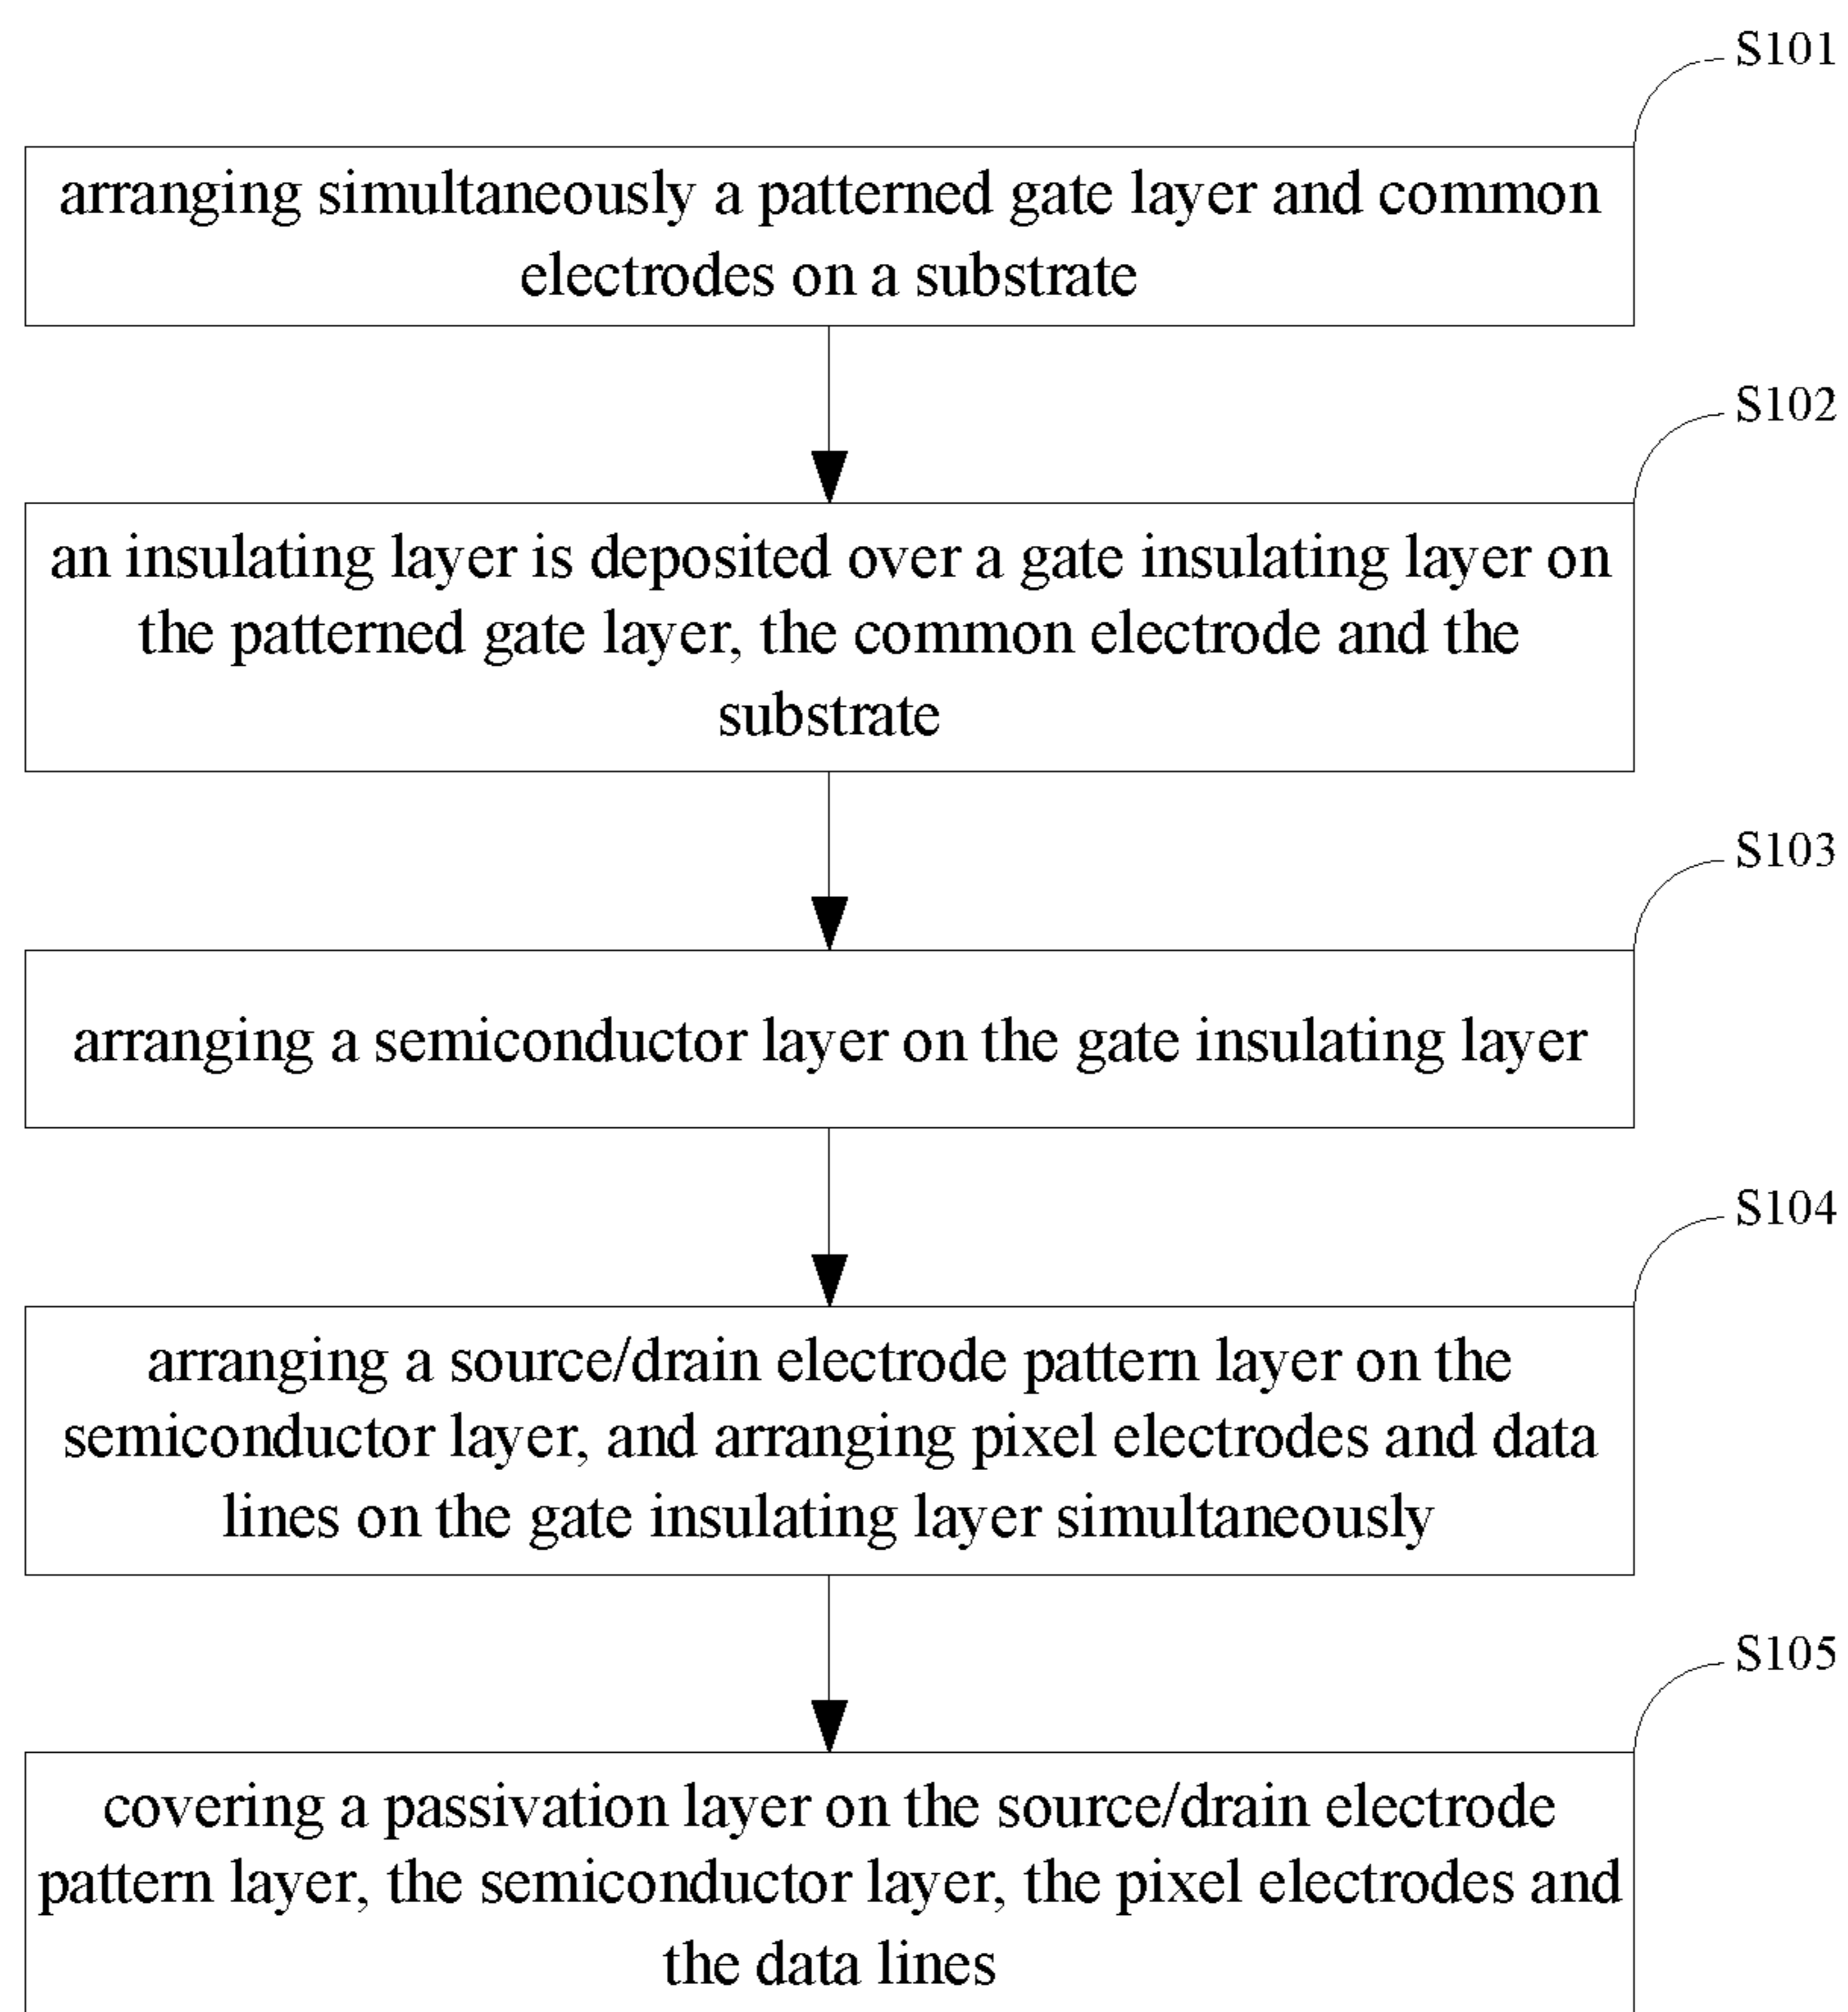 S101
arranging simultaneously a patterned gate layer and common
electrodes on a substrate
S102
an insulating layer is deposited over a gate insulating layer on
the patterned gate layer, the common electrode and the
substrate
S103
arranging a semiconductor layer on the gate insulating layer
S104
arranging a source/drain electrode pattern layer on the
semiconductor layer, and arranging pixel electrodes and data
lines on the gate insulating layer simultaneously
S105
covering a passivation layer on the source/drain electrode
pattern layer, the semiconductor layer, the pixel electrodes and
the data lines